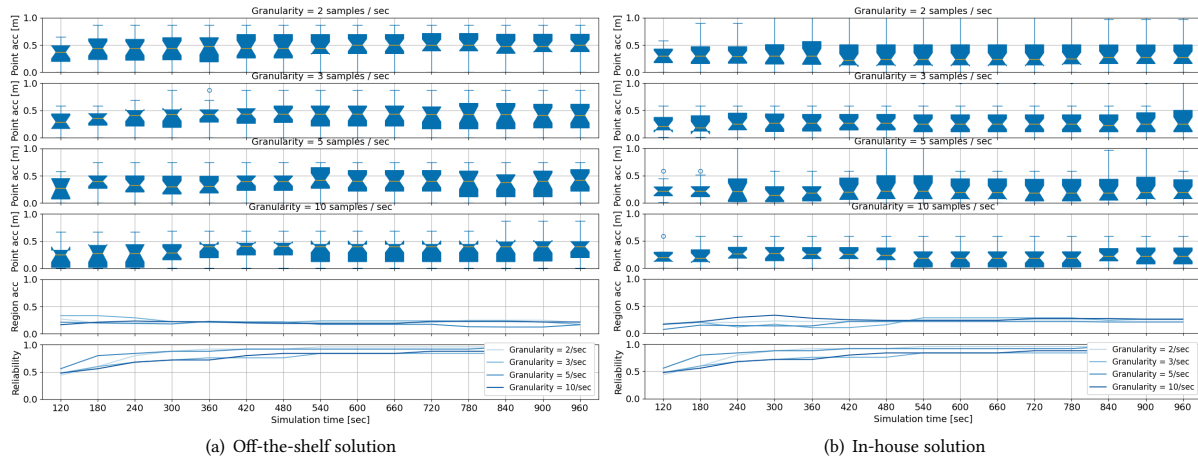 Granularity = 2 samples / sec
Point acc [m]
1.0
0.5
0.0
Granularity = 3 samples / sec
Point acc [m]
1.0
0.5
0.0
Granularity = 5 samples / sec
Point acc [m]
1.0
0.5
0.0
Granularity = 10 samples / sec
Point acc [m]
1.0
0.5
0.0
Region acc
1.0
0.5
0.0
Reliability
1.0
0.5
0.0
Granularity = 2/sec
Granularity = 3/sec
Granularity = 5/sec
Granularity = 10/sec
120 180 240 300 360 420 480 540 600 660 720 780 840 900 960
Simulation time [sec]
(a) Off-the-shelf solution
Granularity = 2 samples / sec
Point acc [m]
1.0
0.5
0.0
Granularity = 3 samples / sec
Point acc [m]
1.0
0.5
0.0
Granularity = 5 samples / sec
Point acc [m]
1.0
0.5
0.0
Granularity = 10 samples / sec
Point acc [m]
1.0
0.5
0.0
Region acc
1.0
0.5
0.0
Reliability
1.0
0.5
0.0
Granularity = 2/sec
Granularity = 3/sec
Granularity = 5/sec
Granularity = 10/sec
120 180 240 300 360 420 480 540 600 660 720 780 840 900 960
Simulation time [sec]
(b) In-house solution